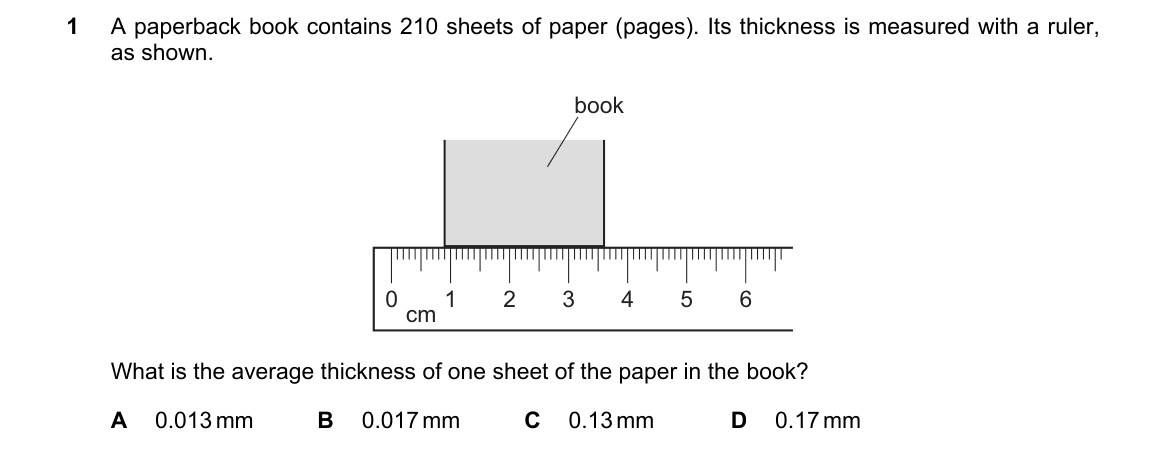 1 A paperback book contains 210 sheets of paper (pages). Its thickness is measured with a ruler,
as shown.
book
0 1 2 3 4 5 6
cm
What is the average thickness of one sheet of the paper in the book?
A 0.013 mm B 0.017 mm C 0.13 mm D 0.17 mm